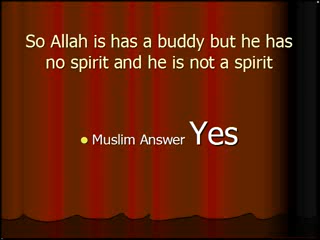 So Allah is has a buddy but he has
no spirit and he is not a spirit
Muslim Answer Yes